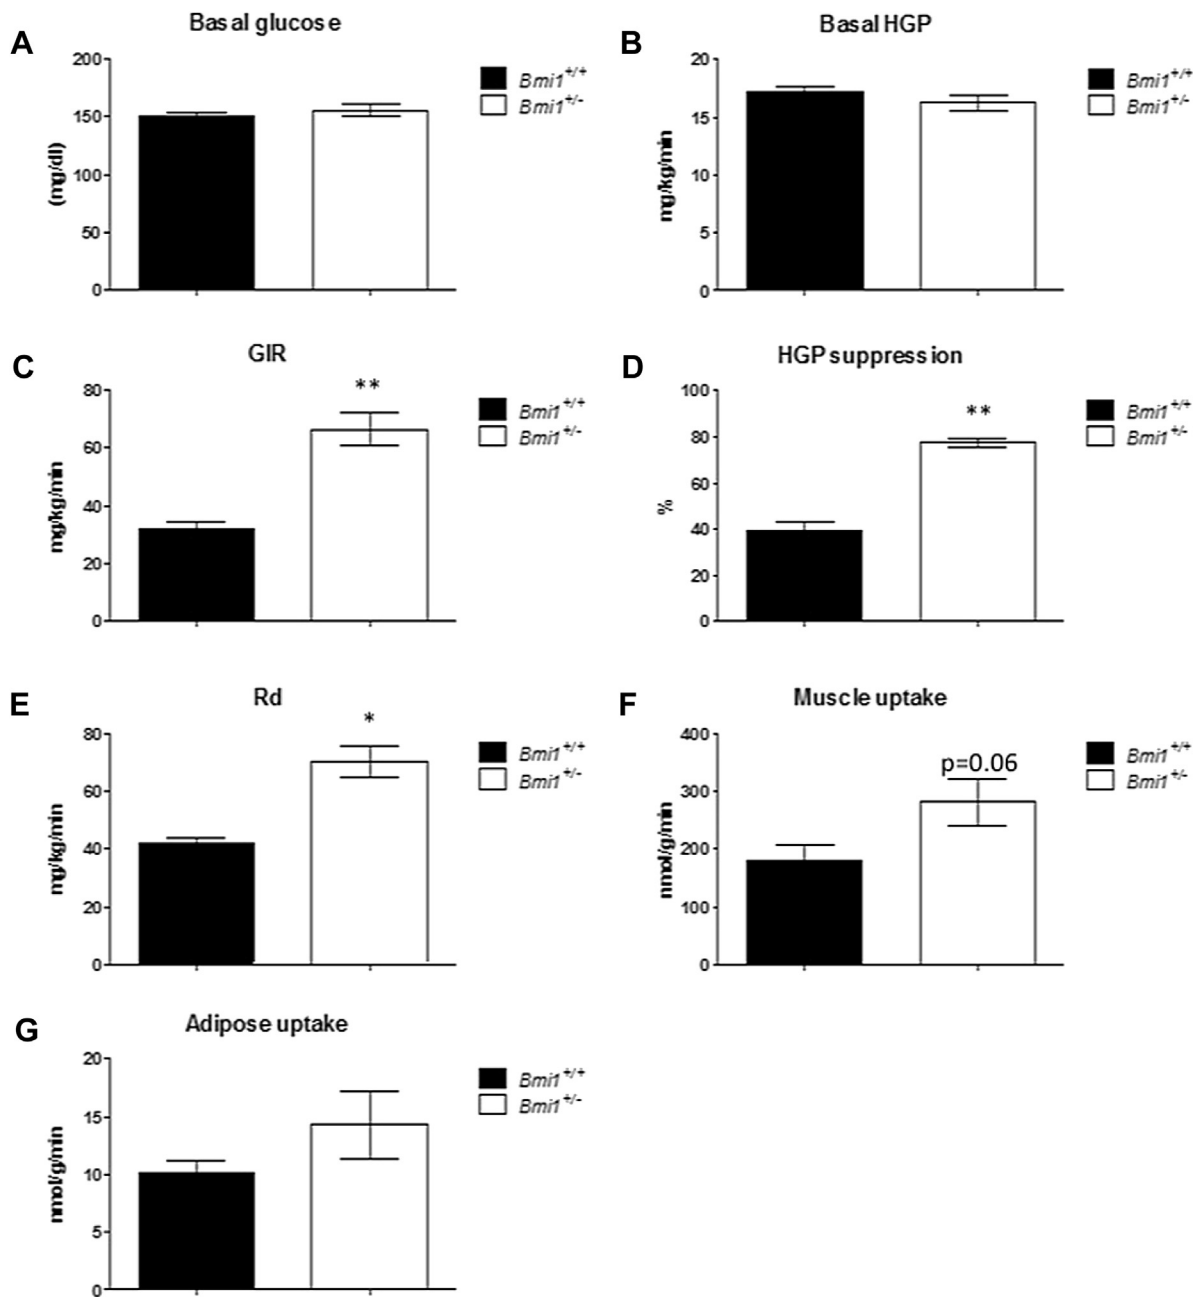 A
Basal glucose
200
150
100
50
0
(mg/dl)
Bmi1+/+
Bmi1+/-
B
Basal HGP
20
15
10
5
0
mg/kg/min
Bmi1+/+
Bmi1+/-
C
GIR
80
60
40
20
0
mg/kg/min
**
Bmi1+/+
Bmi1+/-
D
HGP suppression
100
80
60
40
20
0
%
**
Bmi1+/+
Bmi1+/-
E
Rd
80
60
40
20
0
mg/kg/min
*
Bmi1+/+
Bmi1+/-
F
Muscle uptake
400
300
200
100
0
nmol/g/min
p=0.06
Bmi1+/+
Bmi1+/-
G
Adipose uptake
20
15
10
5
0
nmol/g/min
Bmi1+/+
Bmi1+/-